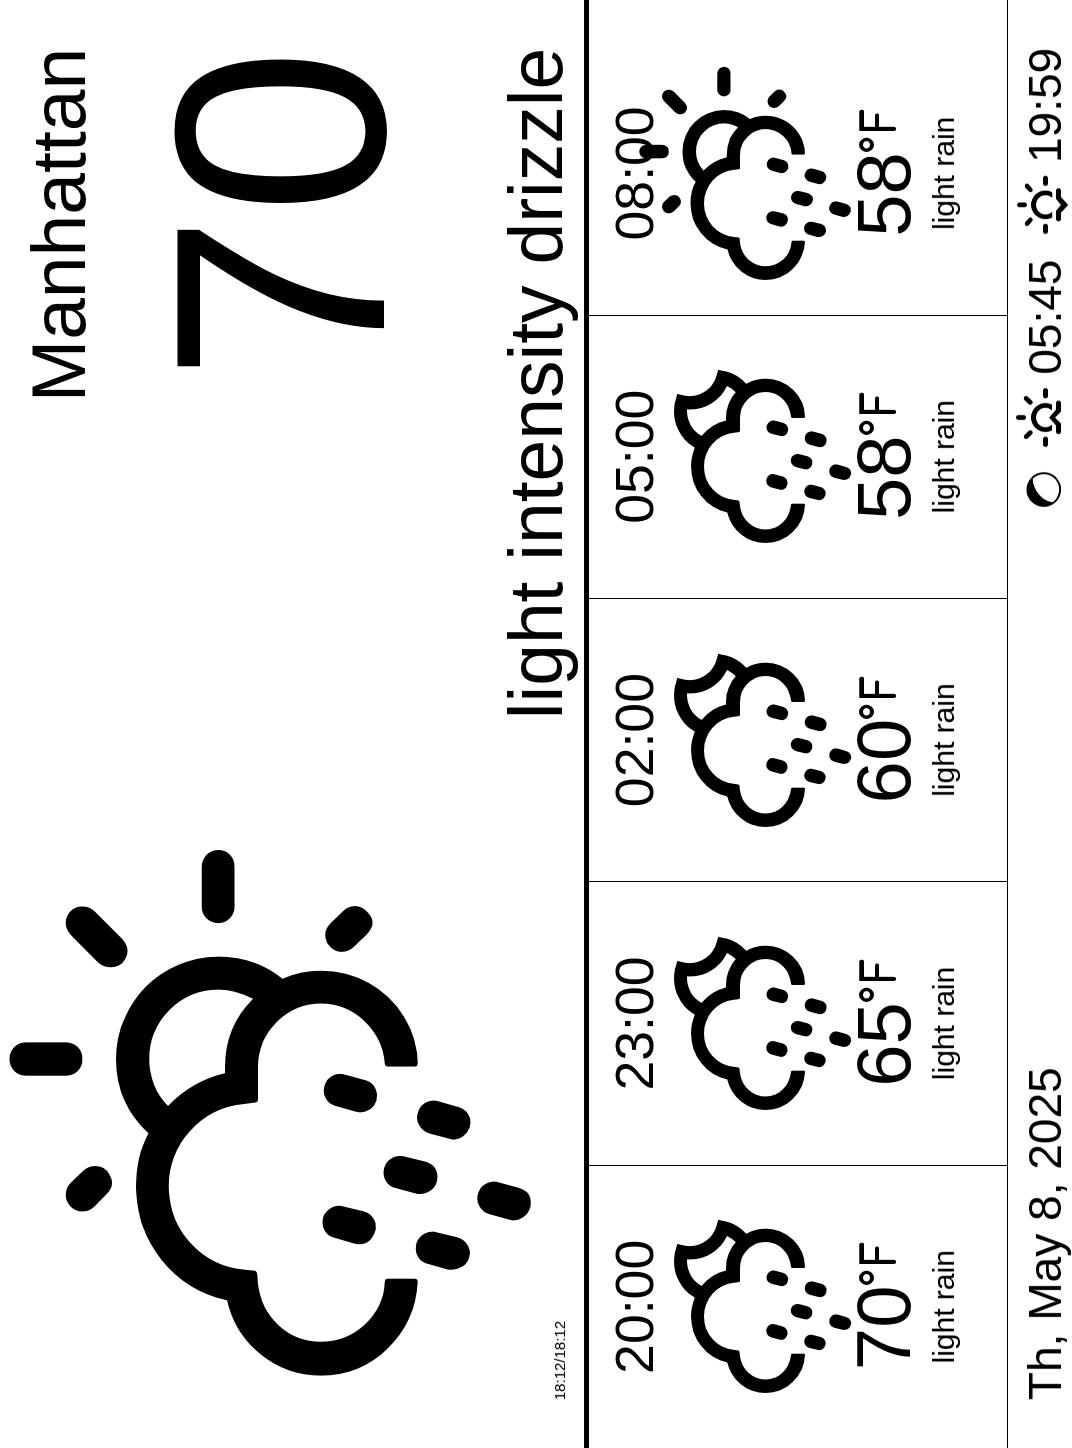 Manhattan
70
light intensity drizzle
18:12/18:12
20:00 23:00 02:00 05:00 08:00
70°F 65°F 60°F 58°F 58°F
light rain light rain light rain light rain light rain
Th, May 8, 2025 05:45 19:59